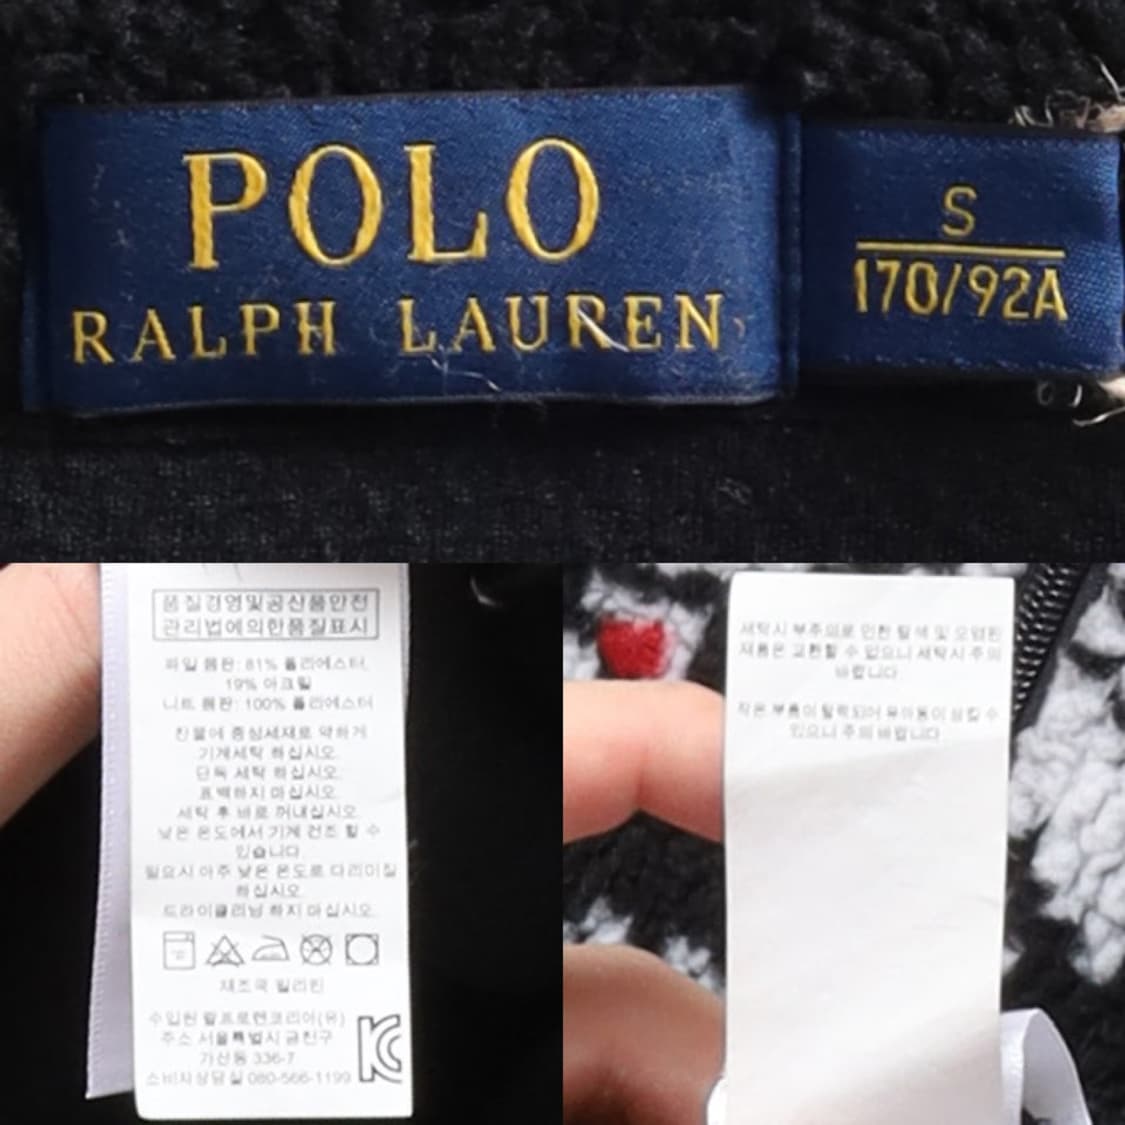 POLO
RALPH LAUREN
S
170/92A
품질경영및공산품안전
관리법에의한품질표시
파일 원판: 81% 폴리에스터,
19% 아크릴
니트 원판: 100% 폴리에스터
찬물에 중성세제로 약하게
기계세탁 하십시오.
단독 세탁 하십시오.
표백하지 마십시오.
세탁 후 바로 꺼내십시오.
낮은 온도에서 기계 건조 할 수
있습니다.
필요시 아주 낮은 온도로 다리미질
하십시오.
드라이클리닝 하지 마십시오.
제조국 필리핀
수입원 랄프로렌코리아(유)
주소 서울특별시 금천구
가산동 336-7
소비자상담실 080-566-1199
세탁시 부주의로 인한 탈색 및 오염된
제품은 교환할 수 없으니 세탁시 주의
바랍니다
작은 부품이 탈락되어 유아동이 삼킬 수
있으니 주의 바랍니다